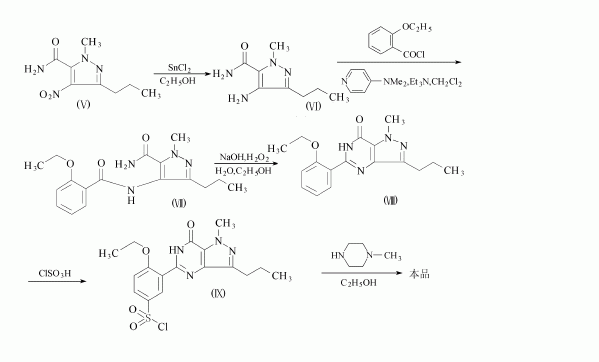 O
H₂N
O₂N
CH₃
N
N
CH₃
(Ⅴ)
SnCl₂
C₂H₅OH
O
H₂N
H₂N
CH₃
N
N
CH₃
(Ⅵ)
OC₂H₅
COCl
N
NMe₂,Et₃N,CH₂Cl₂
H₃C
O
O
N
H
O
H₂N
CH₃
N
N
CH₃
(Ⅶ)
NaOH,H₂O₂
H₂O,C₂H₅OH
H₃C
O
O
HN
N
CH₃
N
N
CH₃
(Ⅷ)
ClSO₃H
H₃C
O
O
HN
N
CH₃
N
N
CH₃
O
O
S
Cl
(Ⅸ)
HN
N
CH₃
C₂H₅OH
本品